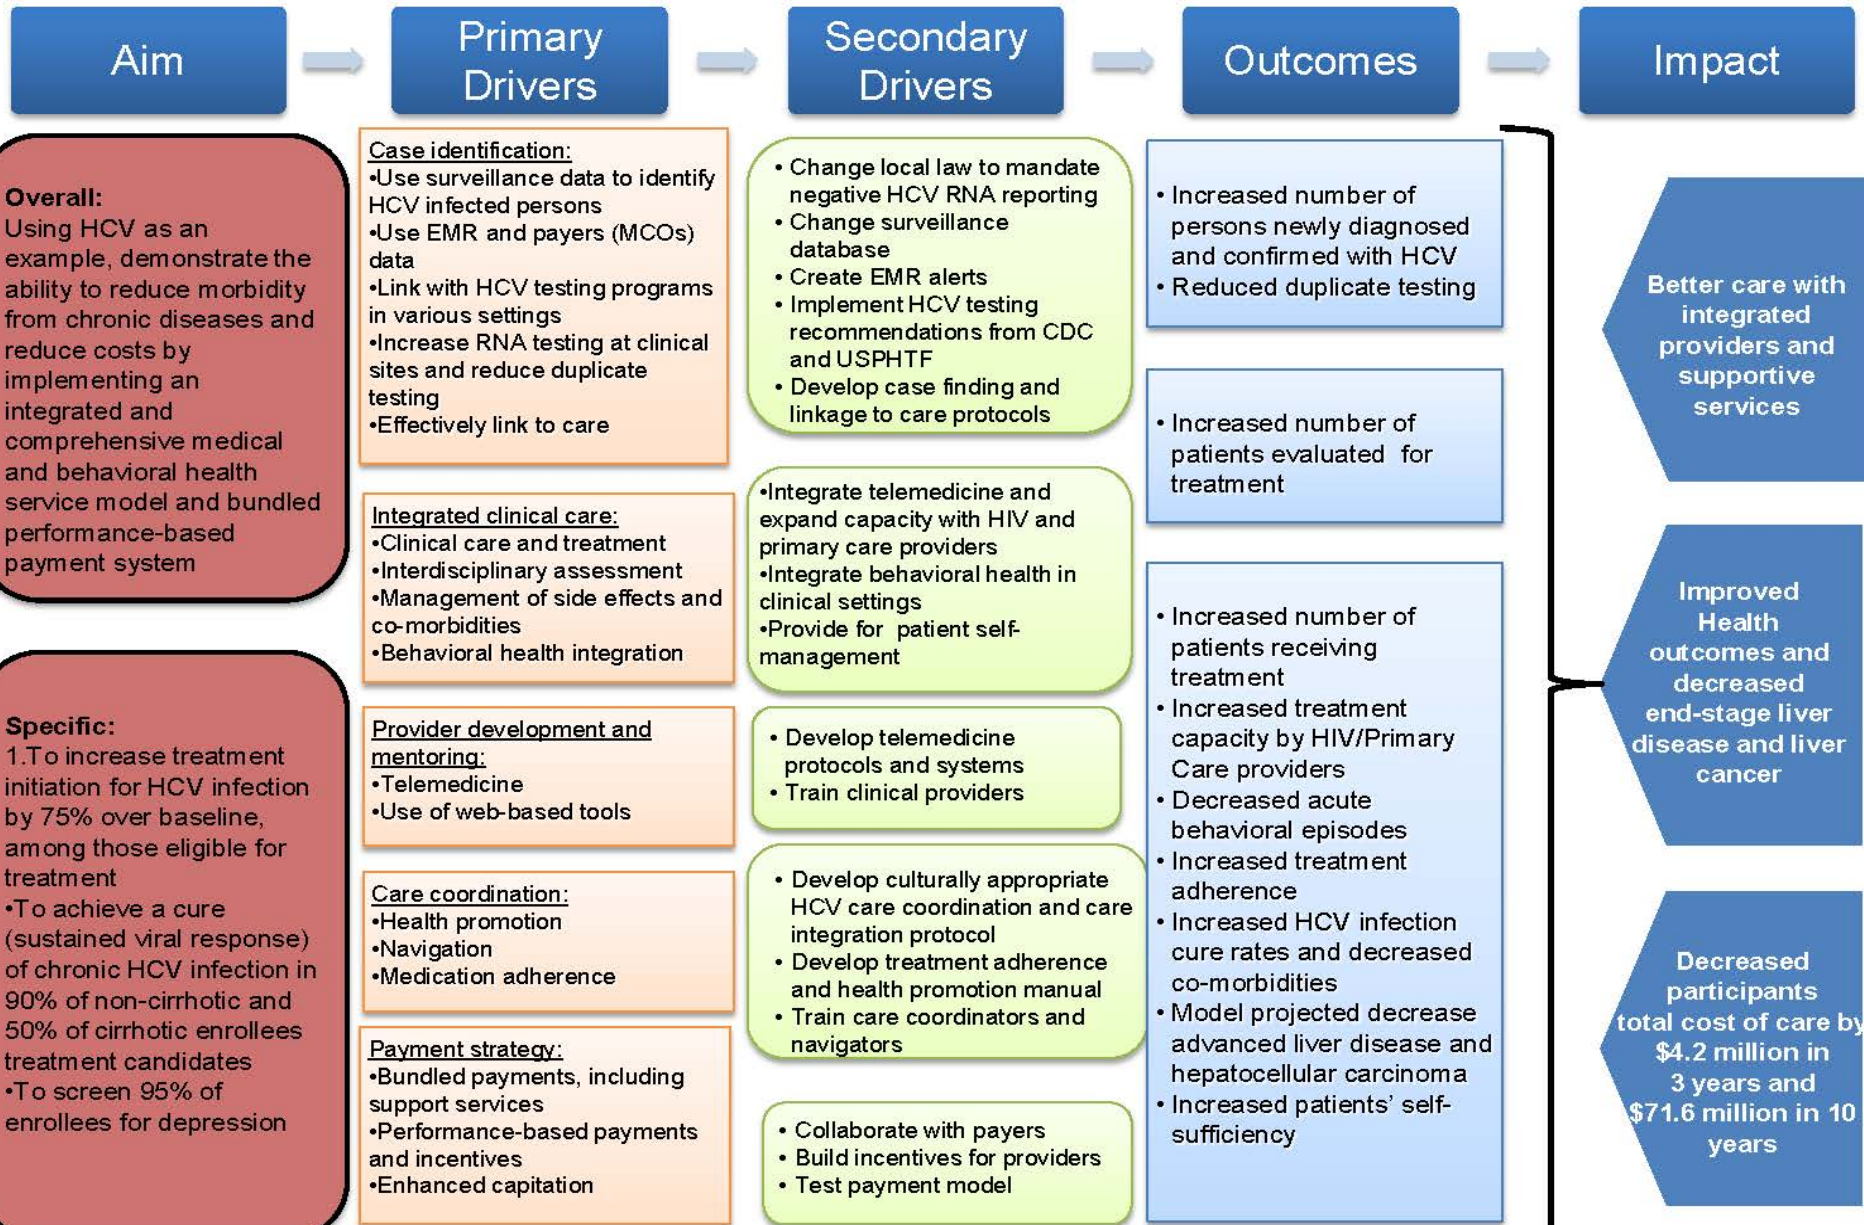 Aim
Primary
Drivers
Secondary
Drivers
Outcomes
Impact
Overall:
Using HCV as an
example, demonstrate the
ability to reduce morbidity
from chronic diseases and
reduce costs by
implementing an
integrated and
comprehensive medical
and behavioral health
service model and bundled
performance-based
payment system
Specific:
1.To increase treatment
initiation for HCV infection
by 75% over baseline,
among those eligible for
treatment
•To achieve a cure
(sustained viral response)
of chronic HCV infection in
90% of non-cirrhotic and
50% of cirrhotic enrollees
treatment candidates
•To screen 95% of
enrollees for depression
Case identification:
•Use surveillance data to identify
HCV infected persons
•Use EMR and payers (MCOs)
data
•Link with HCV testing programs
in various settings
•Increase RNA testing at clinical
sites and reduce duplicate
testing
•Effectively link to care
Integrated clinical care:
•Clinical care and treatment
•Interdisciplinary assessment
•Management of side effects and
co-morbidities
•Behavioral health integration
Provider development and
mentoring:
•Telemedicine
•Use of web-based tools
Care coordination:
•Health promotion
•Navigation
•Medication adherence
Payment strategy:
•Bundled payments, including
support services
•Performance-based payments
and incentives
•Enhanced capitation
• Change local law to mandate
negative HCV RNA reporting
• Change surveillance
database
• Create EMR alerts
• Implement HCV testing
recommendations from CDC
and USPHTF
• Develop case finding and
linkage to care protocols
•Integrate telemedicine and
expand capacity with HIV and
primary care providers
•Integrate behavioral health in
clinical settings
•Provide for patient self-
management
• Develop telemedicine
protocols and systems
• Train clinical providers
• Develop culturally appropriate
HCV care coordination and care
integration protocol
• Develop treatment adherence
and health promotion manual
• Train care coordinators and
navigators
• Collaborate with payers
• Build incentives for providers
• Test payment model
• Increased number of
persons newly diagnosed
and confirmed with HCV
• Reduced duplicate testing
• Increased number of
patients evaluated for
treatment
• Increased number of
patients receiving
treatment
• Increased treatment
capacity by HIV/Primary
Care providers
• Decreased acute
behavioral episodes
• Increased treatment
adherence
• Increased HCV infection
cure rates and decreased
co-morbidities
• Model projected decrease
advanced liver disease and
hepatocellular carcinoma
• Increased patients' self-
sufficiency
Better care with
integrated
providers and
supportive
services
Improved
Health
outcomes and
decreased
end-stage liver
disease and liver
cancer
Decreased
participants
total cost of care by
$4.2 million in
3 years and
$71.6 million in 10
years